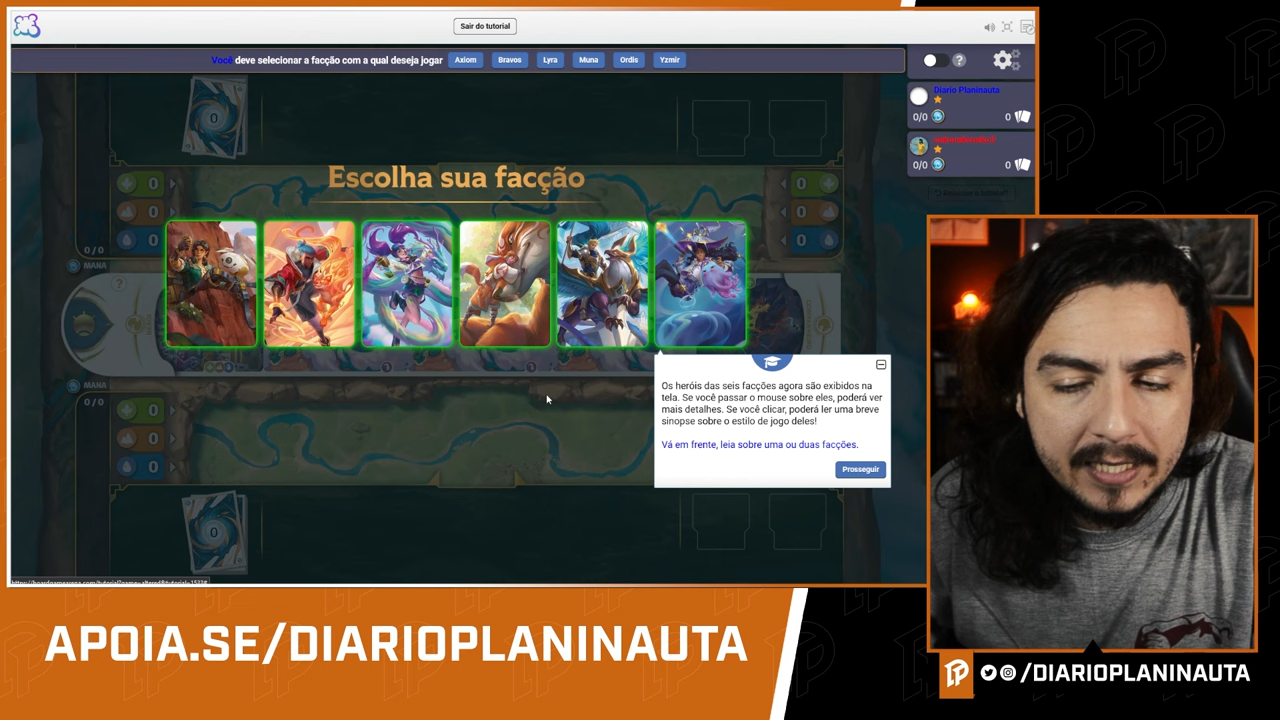 Sair do tutorial
Você deve selecionar a facção com a qual deseja jogar
Axiom
Bravos
Lyra
Muna
Ordis
Yzmir
?
Diario Planinauta
0/0
0
0/0
0
0
Escolha sua facção
0
0
0
0/0
MANA
0
0
0
?
MANA
0/0
0
0
0
0
0
0
0
Os heróis das seis facções agora são exibidos na
tela. Se você passar o mouse sobre eles, poderá ver
mais detalhes. Se você clicar, poderá ler uma breve
sinopse sobre o estilo de jogo deles!
Vá em frente, leia sobre uma ou duas facções.
Prosseguir
APOIA.SE/DIARIOPLANINAUTA
/DIARIOPLANINAUTA